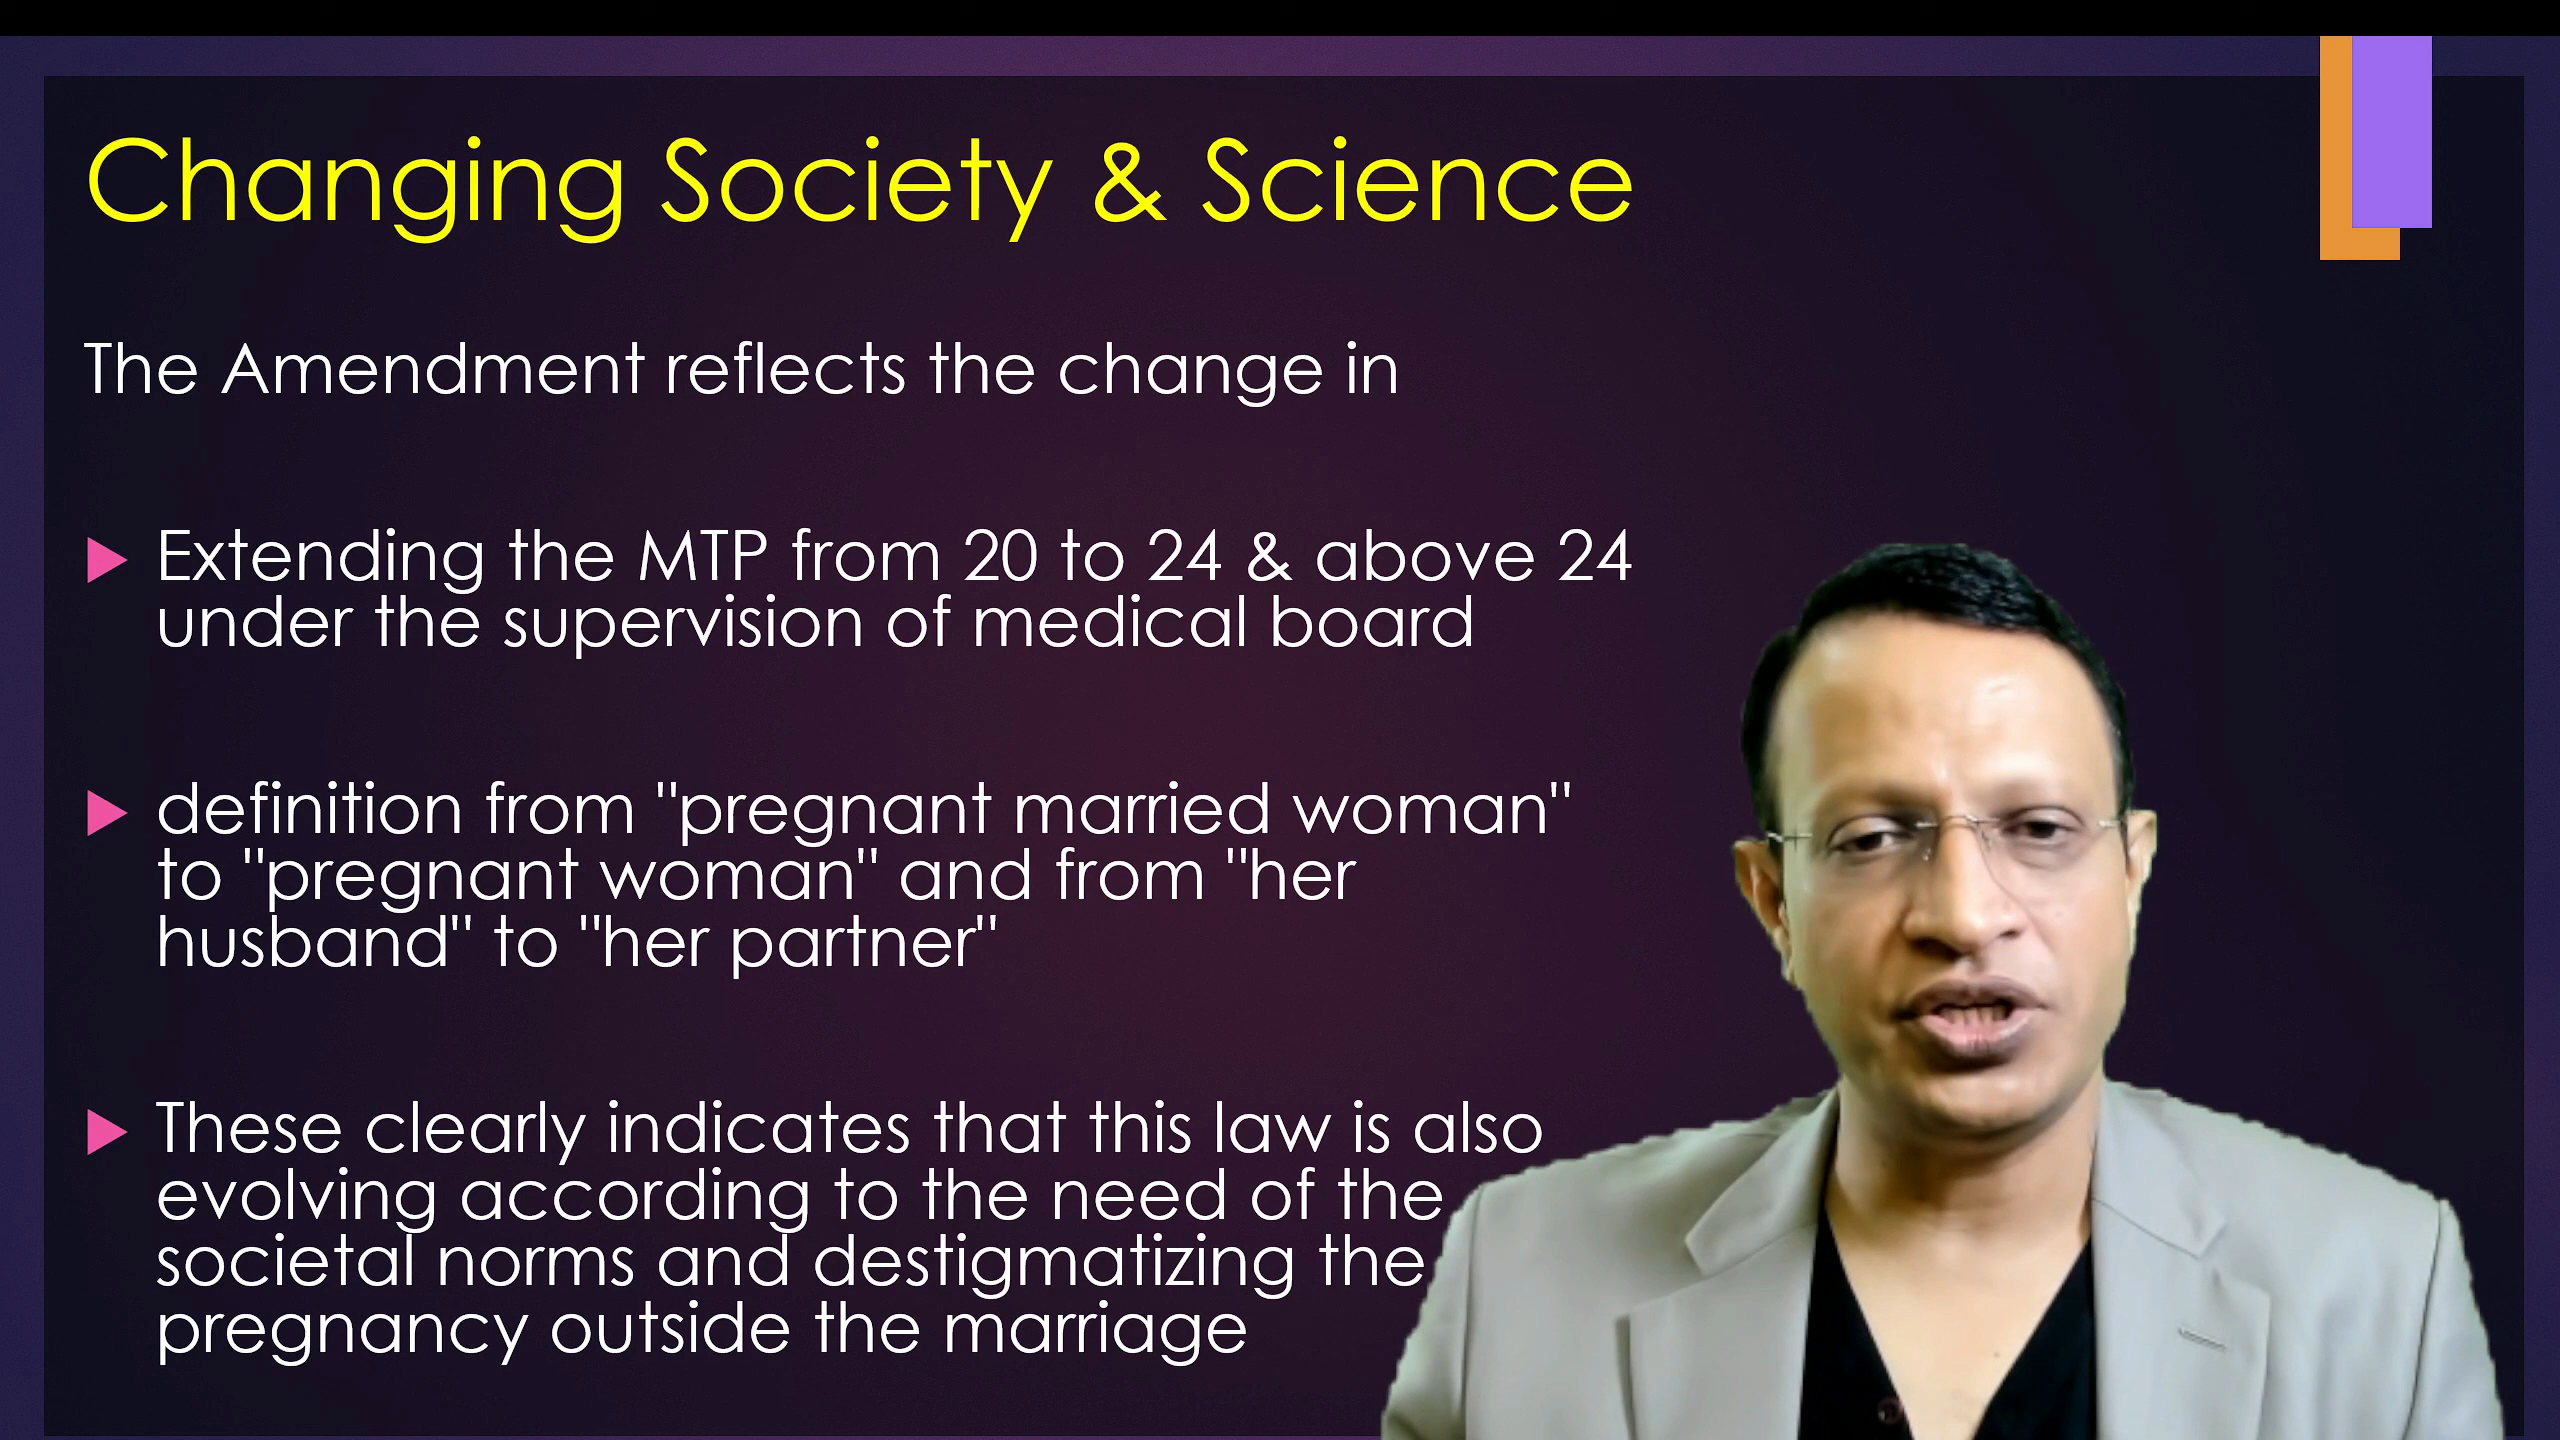 Changing Society & Science
The Amendment reflects the change in
Extending the MTP from 20 to 24 & above 24
under the supervision of medical board
definition from "pregnant married woman"
to "pregnant woman" and from "her
husband" to "her partner"
These clearly indicates that this law is also
evolving according to the need of the
societal norms and destigmatizing the
pregnancy outside the marriage